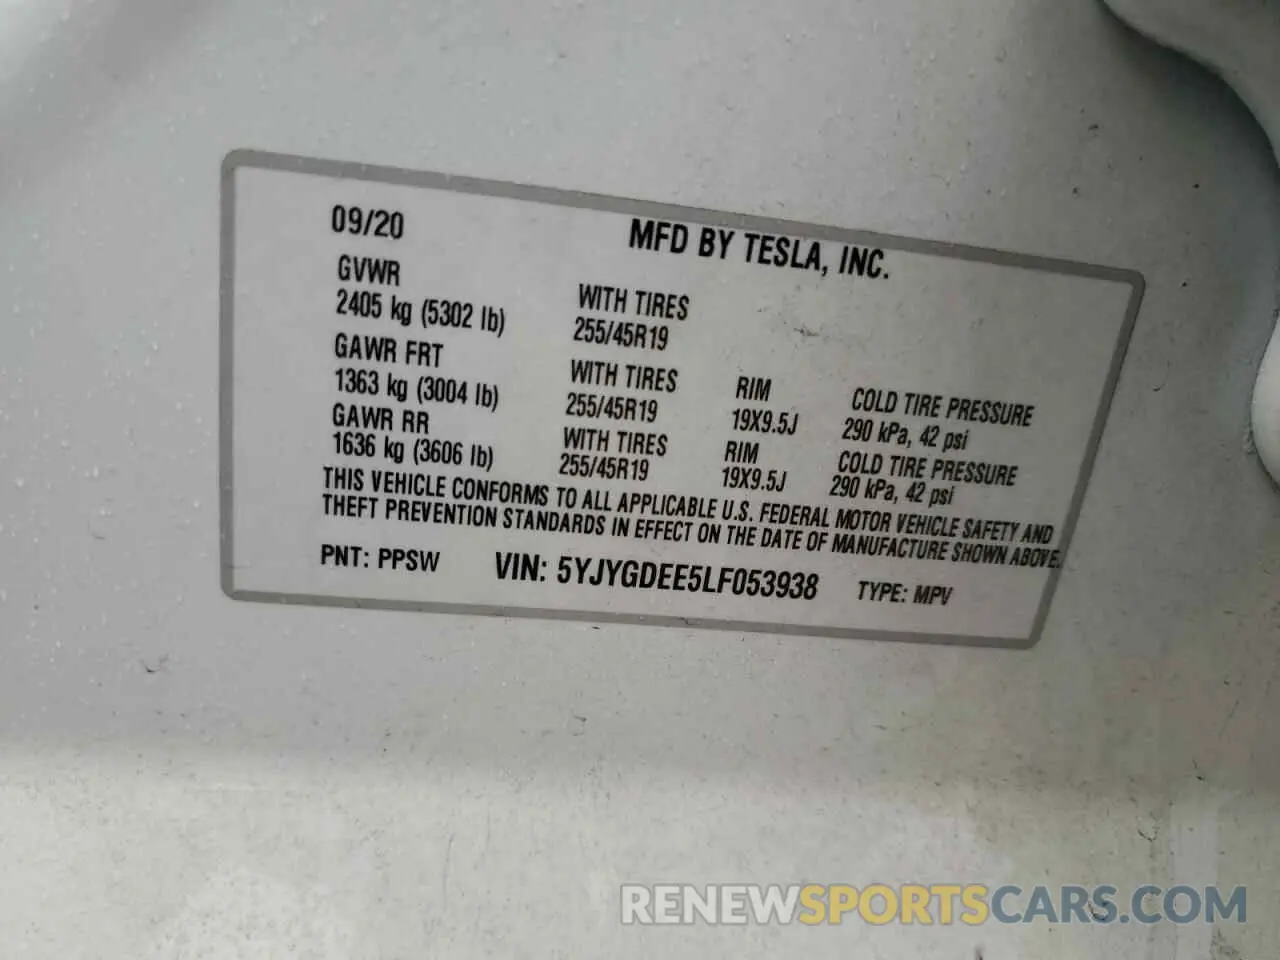 09/20 MFD BY TESLA, INC.
GVWR WITH TIRES
2405 kg (5302 lb) 255/45R19
GAWR FRT WITH TIRES RIM COLD TIRE PRESSURE
1363 kg (3004 lb) 255/45R19 19X9.5J 290 kPa, 42 psi
GAWR RR WITH TIRES RIM COLD TIRE PRESSURE
1636 kg (3606 lb) 255/45R19 19X9.5J 290 kPa, 42 psi
THIS VEHICLE CONFORMS TO ALL APPLICABLE U.S. FEDERAL MOTOR VEHICLE SAFETY AND
THEFT PREVENTION STANDARDS IN EFFECT ON THE DATE OF MANUFACTURE SHOWN ABOVE.
PNT: PPSW VIN: 5YJYGDEE5LF053938 TYPE: MPV
RENEWSPORTSCARS.COM